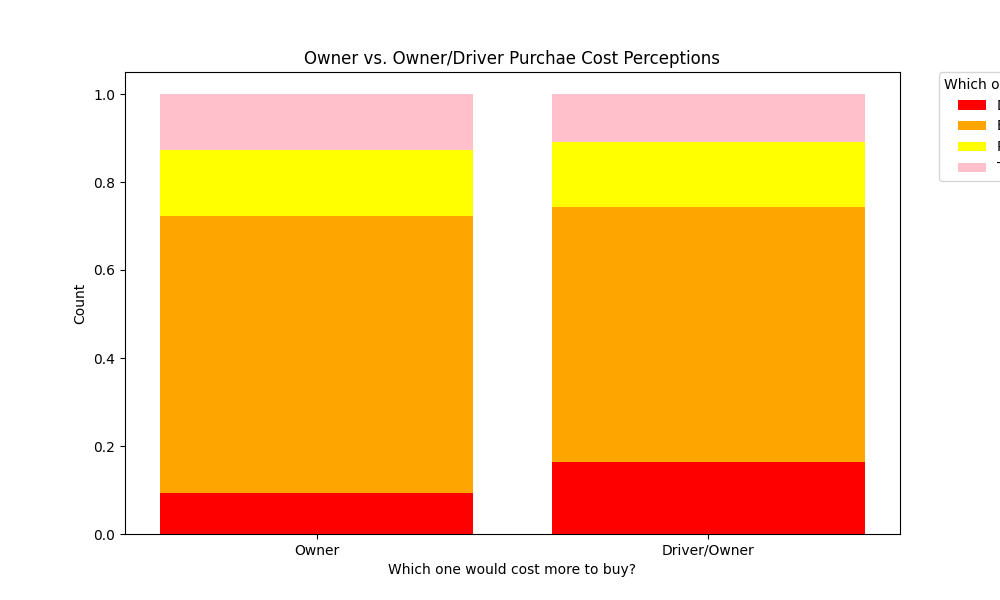 Owner vs. Owner/Driver Purchae Cost Perceptions
Which o
1.0
0.8
0.6
0.4
0.2
0.0
Count
Owner
Driver/Owner
Which one would cost more to buy?